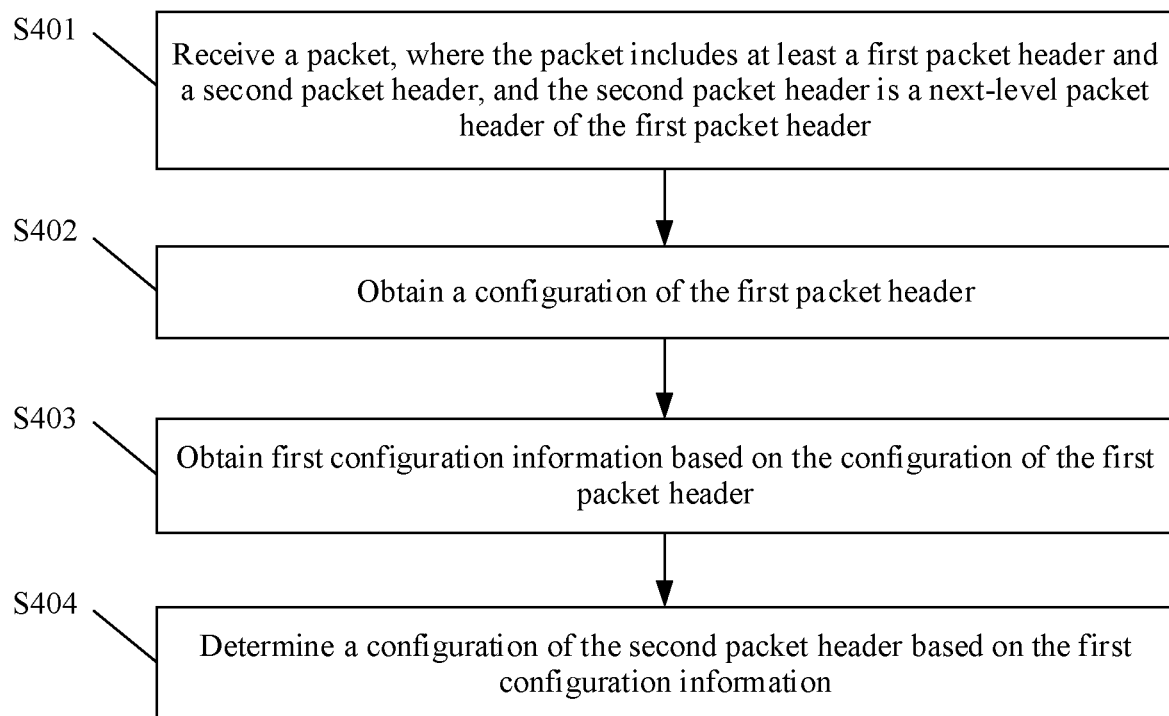 S401
Receive a packet, where the packet includes at least a first packet header and
a second packet header, and the second packet header is a next-level packet
header of the first packet header
S402
Obtain a configuration of the first packet header
S403
Obtain first configuration information based on the configuration of the first
packet header
S404
Determine a configuration of the second packet header based on the first
configuration information